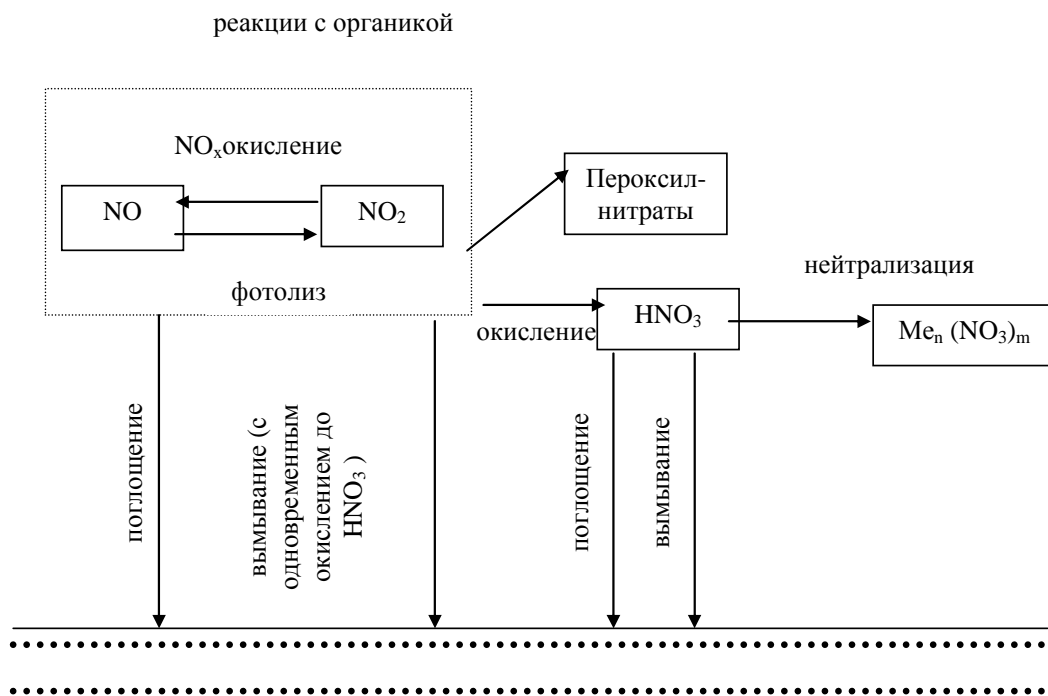 реакции с органикой
NOₓокисление
NO
NO₂
Пероксил-
нитраты
фотолиз
нейтрализация
окисление
HNO₃
Meₙ (NO₃)ₘ
поглощение
вымывание (с
одновременным
окислением до
HNO₃ )
поглощение
вымывание